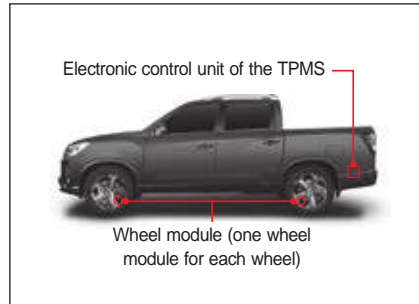 Electronic control unit of the TPMS
Wheel module (one wheel
module for each wheel)